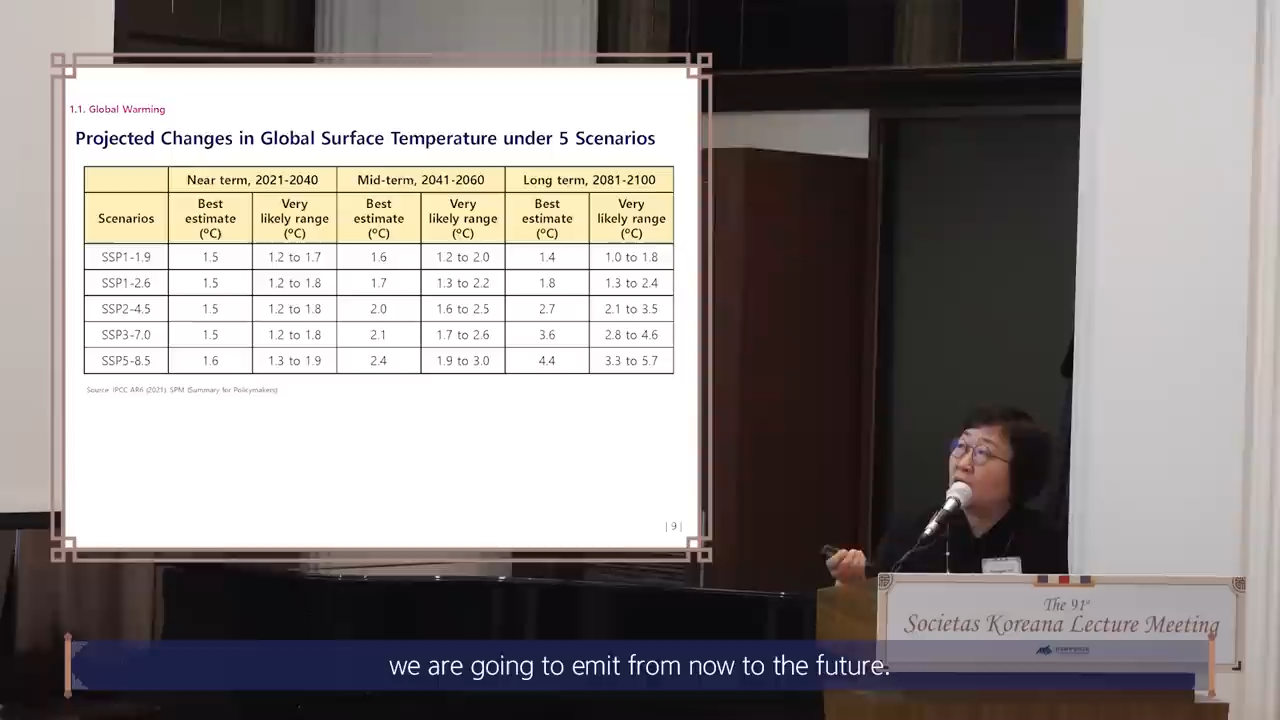 1.1. Global Warming
Projected Changes in Global Surface Temperature under 5 Scenarios
Near term, 2021-2040 Mid-term, 2041-2060 Long term, 2081-2100
Scenarios Best estimate (ºC) Very likely range (ºC) Best estimate (ºC) Very likely range (ºC) Best estimate (ºC) Very likely range (ºC)
SSP1-1.9 1.5 1.2 to 1.7 1.6 1.2 to 2.0 1.4 1.0 to 1.8
SSP1-2.6 1.5 1.2 to 1.8 1.7 1.3 to 2.2 1.8 1.3 to 2.4
SSP2-4.5 1.5 1.2 to 1.8 2.0 1.6 to 2.5 2.7 2.1 to 3.5
SSP3-7.0 1.5 1.2 to 1.8 2.1 1.7 to 2.6 3.6 2.8 to 4.6
SSP5-8.5 1.6 1.3 to 1.9 2.4 1.9 to 3.0 4.4 3.3 to 5.7
Source: IPCC AR6 (2021). SPM (Summary for Policymakers)
| 9 |
The 91st
Societas Koreana Lecture Meeting
we are going to emit from now to the future.